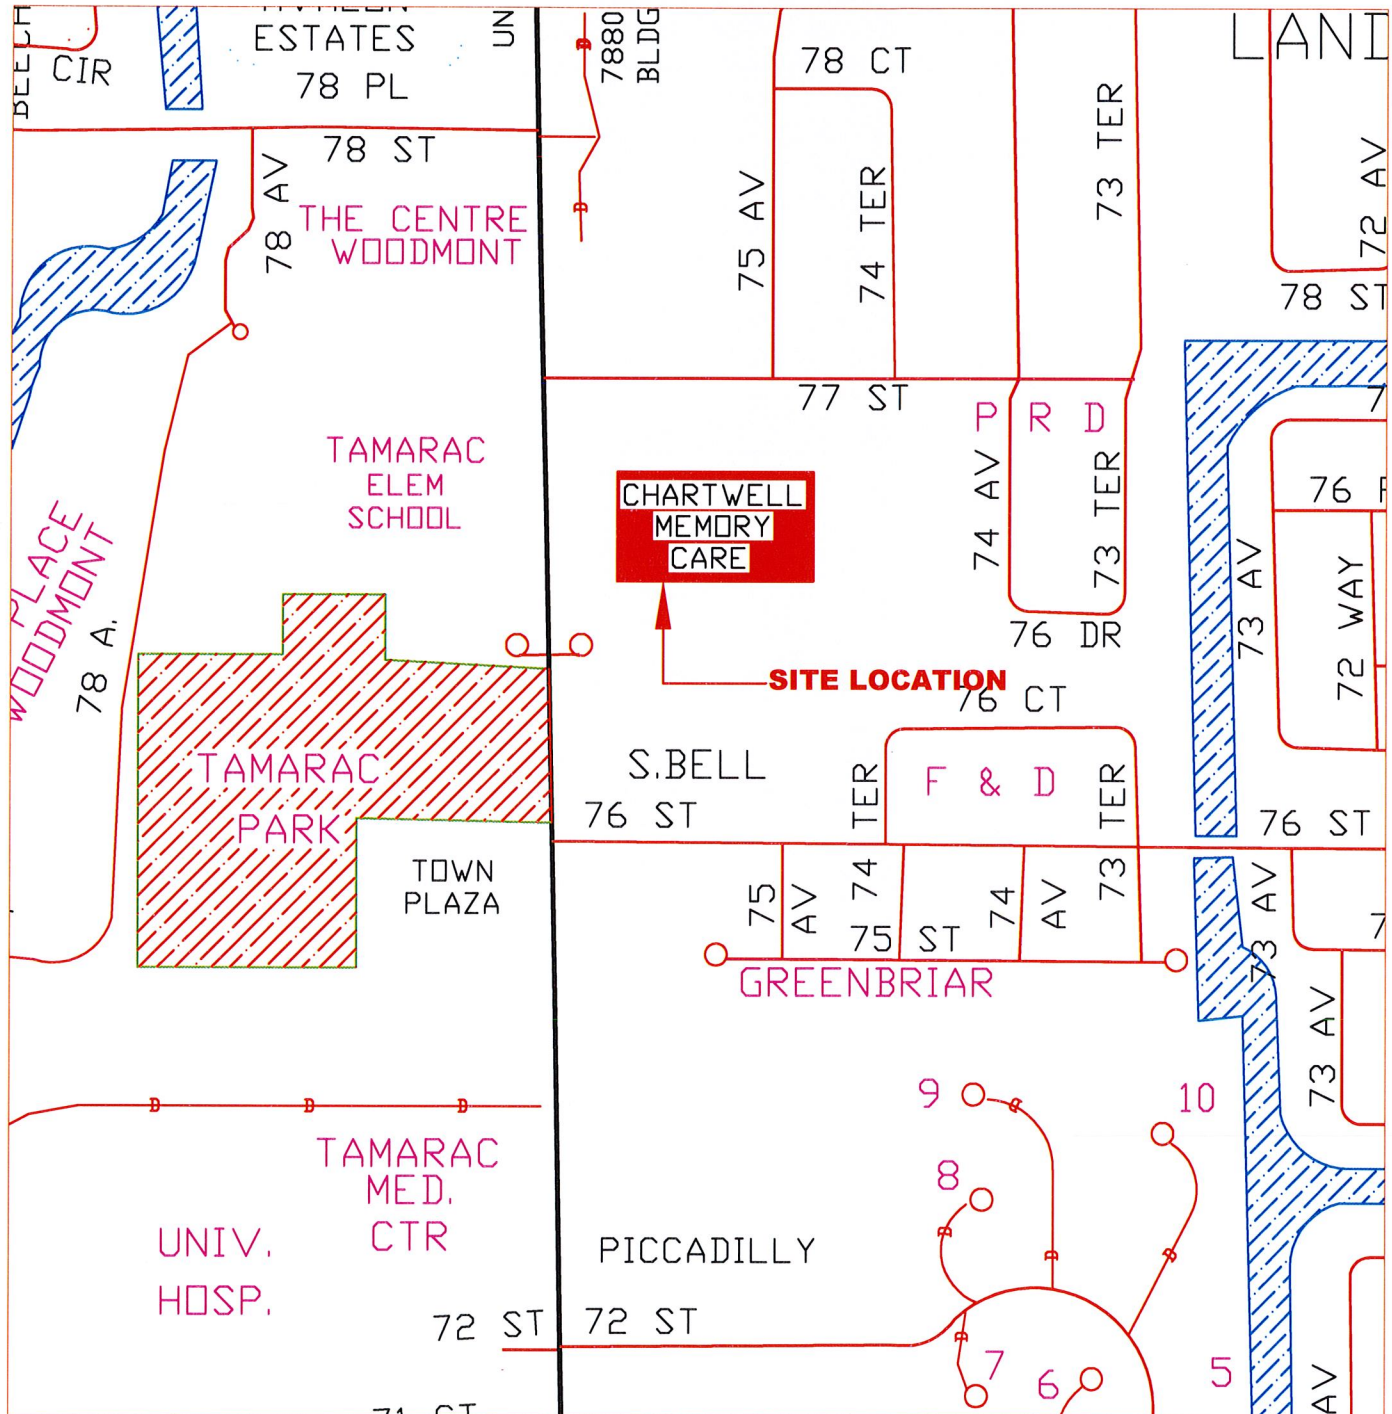 ESTATES
78 PL
78 ST
CIR
78 AV
THE CENTRE
WOODMONT
UN
7880
BLDG
78 CT
75 AV
74 TER
73 TER
LAND
72 AV
78 ST
77 ST
P R D
74 AV
73 TER
76 DR
TAMARAC
ELEM
SCHOOL
CHARTWELL
MEMORY
CARE
SITE LOCATION
76 CT
PLACE
WOODMONT
78 A.
TAMARAC
PARK
TOWN
PLAZA
S.BELL
76 ST
74 TER
F & D
73 TER
76 ST
73 AV
72 WAY
76
75 AV
74 AV
75 ST
GREENBRIAR
73 AV
73 AV
9
10
8
7
6
5
TAMARAC
MED.
CTR
UNIV.
HOSP.
PICCADILLY
72 ST
72 ST
AV